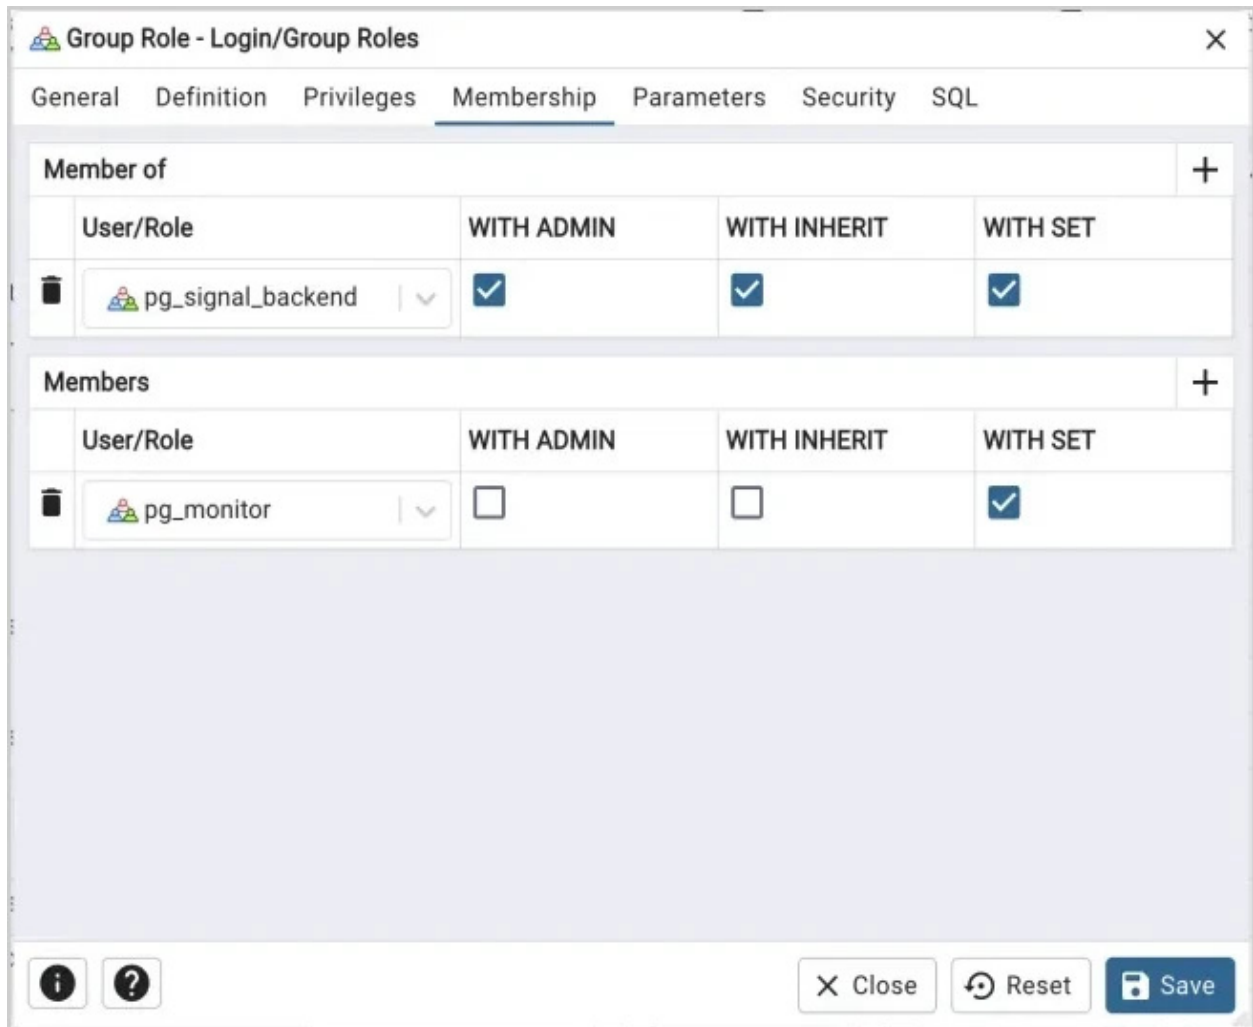 Group Role - Login/Group Roles
General Definition Privileges Membership Parameters Security SQL
Member of
User/Role WITH ADMIN WITH INHERIT WITH SET
pg_signal_backend
Members
User/Role WITH ADMIN WITH INHERIT WITH SET
pg_monitor
Close Reset Save